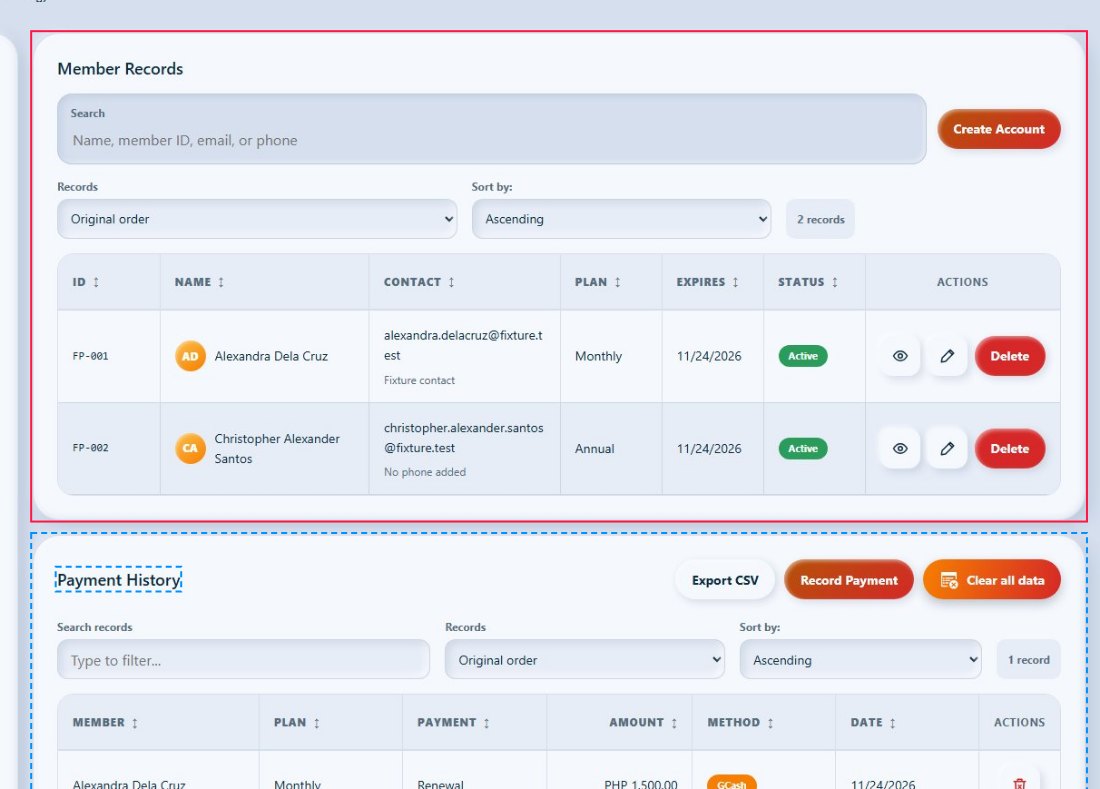 Member Records
Search
Name, member ID, email, or phone
Create Account
Records
Sort by:
Original order
Ascending
2 records
ID ↕ NAME ↕ CONTACT ↕ PLAN ↕ EXPIRES ↕ STATUS ↕ ACTIONS
FP-001 AD Alexandra Dela Cruz
alexandra.delacruz@fixture.t
est
Fixture contact
Monthly 11/24/2026 Active Delete
FP-002 CA
Christopher Alexander
Santos
christopher.alexander.santos
@fixture.test
No phone added
Annual 11/24/2026 Active Delete
Payment History
Export CSV
Record Payment
Clear all data
Search records
Records
Sort by:
Type to filter...
Original order
Ascending
1 record
MEMBER ↕ PLAN ↕ PAYMENT ↕ AMOUNT ↕ METHOD ↕ DATE ↕ ACTIONS
Alexandra Dela Cruz Monthly Renewal PHP 1,500.00 GCash 11/24/2026